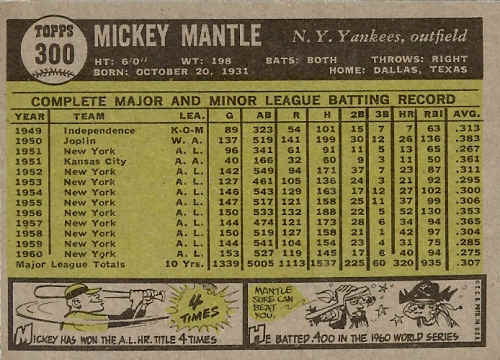 TOPPS
300
MICKEY MANTLE
N. Y. Yankees, outfield
HT: 6'0" WT: 198 BATS: BOTH THROWS: RIGHT
BORN: OCTOBER 20, 1931 HOME: DALLAS, TEXAS
COMPLETE MAJOR AND MINOR LEAGUE BATTING RECORD
YEAR TEAM LEA. G AB R H 2B 3B HR RBI AVG.
1949 Independence K-O-M 89 323 54 101 15 7 7 63 .313
1950 Joplin W. A. 137 519 141 199 30 12 26 136 .383
1951 New York A. L. 96 341 61 91 11 5 13 65 .267
1951 Kansas City A. A. 40 166 32 60 9 3 11 50 .361
1952 New York A. L. 142 549 94 171 37 7 23 87 .311
1953 New York A. L. 127 461 105 136 24 3 21 92 .295
1954 New York A. L. 146 543 129 163 17 12 27 102 .300
1955 New York A. L. 147 517 121 158 25 11 37 99 .306
1956 New York A. L. 150 533 132 188 22 5 52 130 .353
1957 New York A. L. 144 474 121 173 28 6 34 94 .365
1958 New York A. L. 150 519 127 158 21 1 42 97 .304
1959 New York A. L. 144 541 104 154 23 4 31 75 .285
1960 New York A. L. 153 527 119 145 17 6 40 94 .275
Major League Totals 10 Yrs. 1339 5005 1113 1537 225 60 320 935 .307
4 TIMES
MANTLE SURE CAN BEAT YOU!
MICKEY HAS WON THE A.L. HR. TITLE 4 TIMES
HE BATTED .400 IN THE 1960 WORLD SERIES